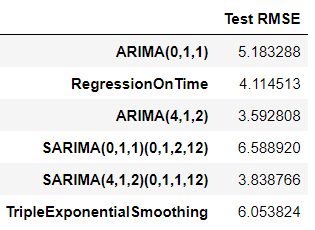 Test RMSE
ARIMA(0,1,1) 5.183288
RegressionOnTime 4.114513
ARIMA(4,1,2) 3.592808
SARIMA(0,1,1)(0,1,2,12) 6.588920
SARIMA(4,1,2)(0,1,1,12) 3.838766
TripleExponentialSmoothing 6.053824